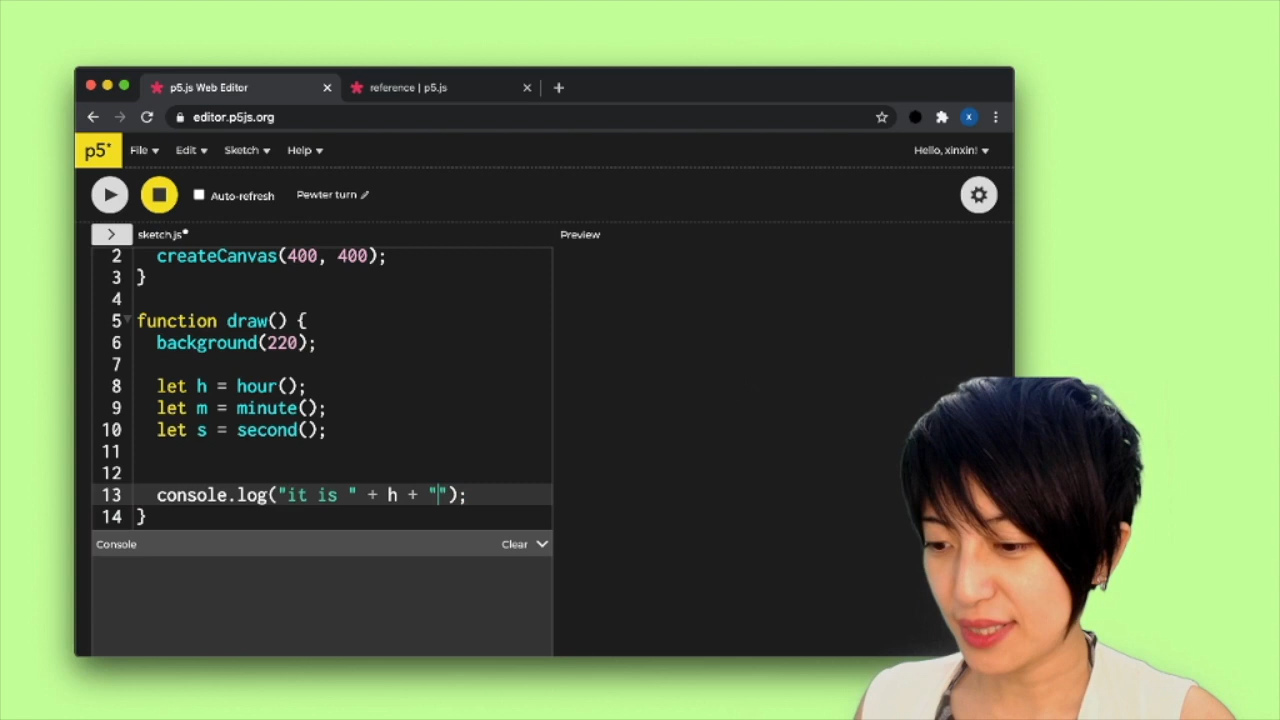 p5.js Web Editor
reference | p5.js
editor.p5js.org
X
p5*
File
Edit
Sketch
Help
Hello, xinxin!
Auto-refresh
Pewter turn
sketch.js
Preview
2 createCanvas(400, 400);
3 }
4
5 function draw() {
6 background(220);
7
8 let h = hour();
9 let m = minute();
10 let s = second();
11
12
13 console.log("it is " + h + "");
14 }
Console
Clear